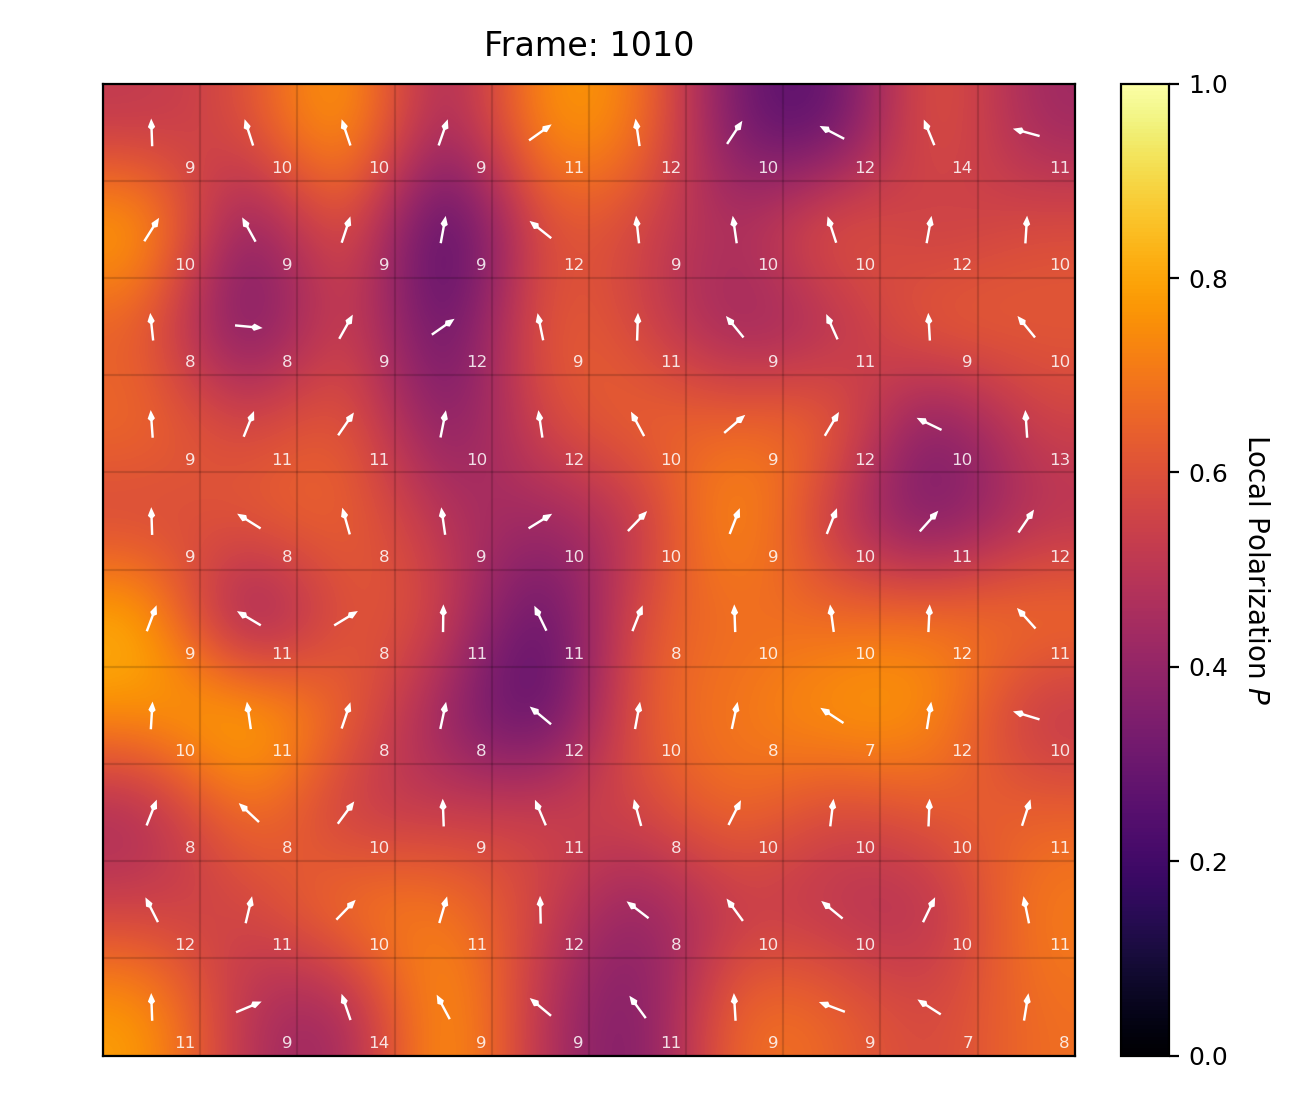 Frame: 1010
9 10 10 9 11 12 10 12 14 11
10 9 9 9 12 9 10 10 12 10
8 8 9 12 9 11 9 11 9 10
9 11 11 10 12 10 9 12 10 13
9 8 8 9 10 10 9 10 11 12
9 11 8 11 11 8 10 10 12 11
10 11 8 8 12 10 8 7 12 10
8 8 10 9 11 8 10 10 10 11
12 11 10 11 12 8 10 10 10 11
11 9 14 9 9 11 9 9 7 8
1.0
0.8
0.6
0.4
0.2
0.0
Local Polarization P